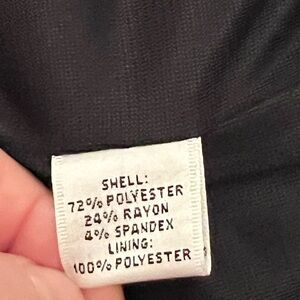 SHELL:
72% POLYESTER
24% RAYON
4% SPANDEX
LINING:
100% POLYESTER